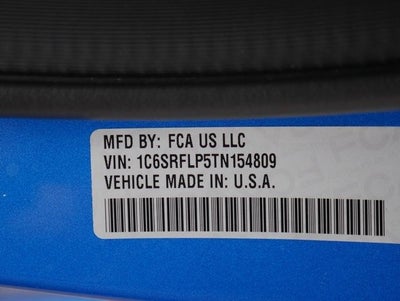 MFD BY: FCA US LLC
VIN: 1C6SRFLP5TN154809
VEHICLE MADE IN: U.S.A.